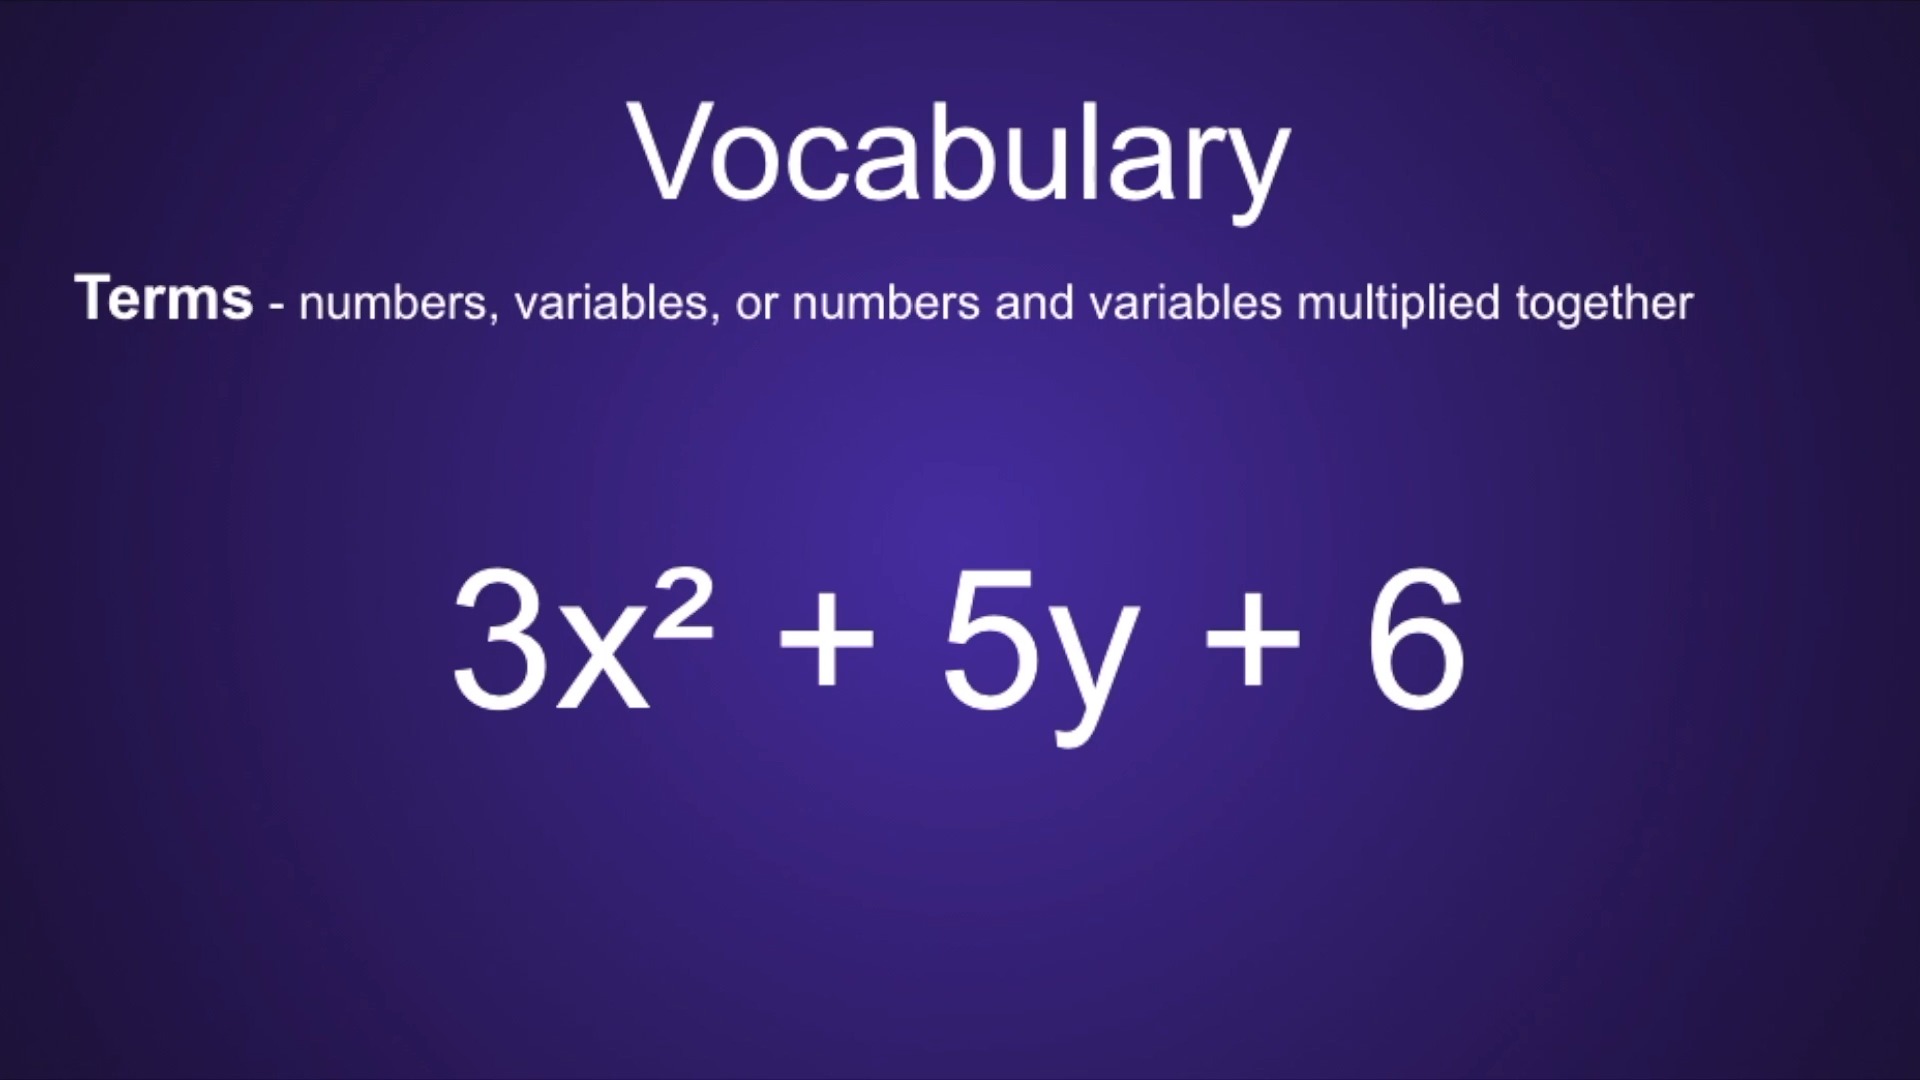 Vocabulary
Terms - numbers, variables, or numbers and variables multiplied together
3x² + 5y + 6